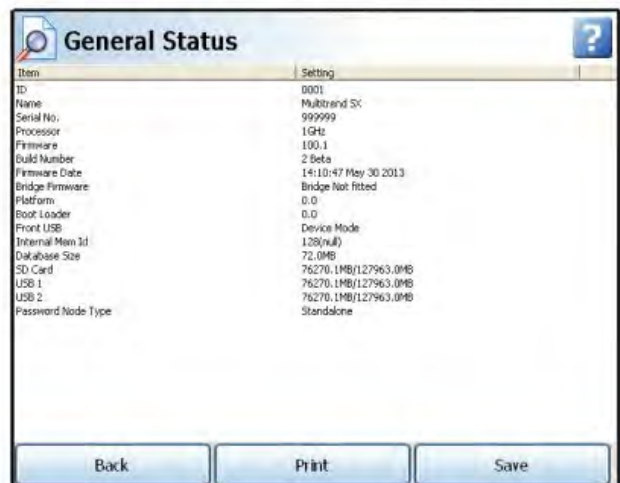 General Status
?
Item Setting
ID 0001
Name Multitrend SX
Serial No. 999999
Processor 1GHz
Firmware 100.1
Build Number 2 Beta
Firmware Date 14:10:47 May 30 2013
Bridge Firmware Bridge Not fitted
Platform 0.0
Boot Loader 0.0
Front USB Device Mode
Internal Mem Id 128(null)
Database Size 72.0MB
SD Card 76270.1MB/127963.0MB
USB 1 76270.1MB/127963.0MB
USB 2 76270.1MB/127963.0MB
Password Node Type Standalone
Back Print Save